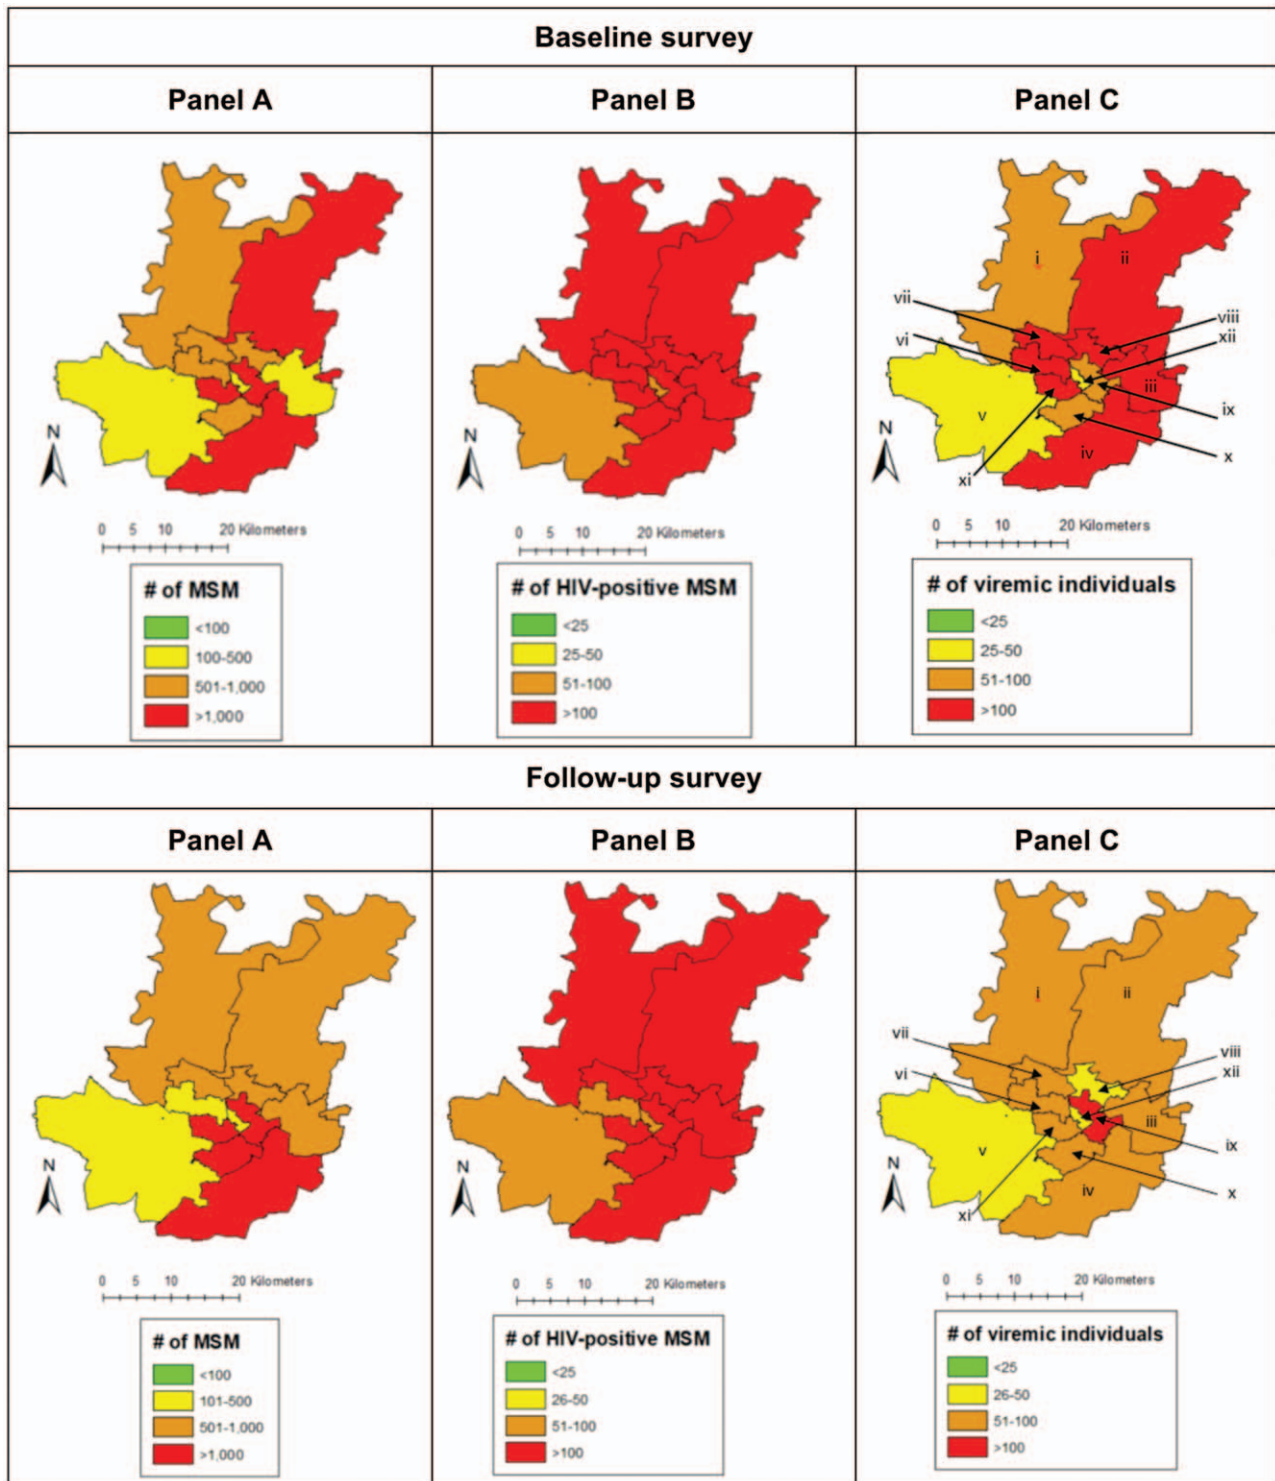 Baseline survey
Panel A
Panel B
Panel C
N
0 5 10 20 Kilometers
# of MSM
<100
100-500
501-1,000
>1,000
N
0 5 10 20 Kilometers
# of HIV-positive MSM
<25
25-50
51-100
>100
i
ii
vii
viii
vi
xii
iii
v
ix
iv
x
xi
N
0 5 10 20 Kilometers
# of viremic individuals
<25
25-50
51-100
>100
Follow-up survey
Panel A
Panel B
Panel C
N
0 5 10 20 Kilometers
# of MSM
<100
101-500
501-1,000
>1,000
N
0 5 10 20 Kilometers
# of HIV-positive MSM
<25
26-50
51-100
>100
i
ii
vii
viii
vi
xii
iii
v
ix
iv
x
xi
N
0 5 10 20 Kilometers
# of viremic individuals
<25
26-50
51-100
>100